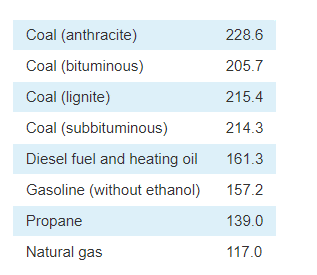 Coal (anthracite) 228.6
Coal (bituminous) 205.7
Coal (lignite) 215.4
Coal (subbituminous) 214.3
Diesel fuel and heating oil 161.3
Gasoline (without ethanol) 157.2
Propane 139.0
Natural gas 117.0